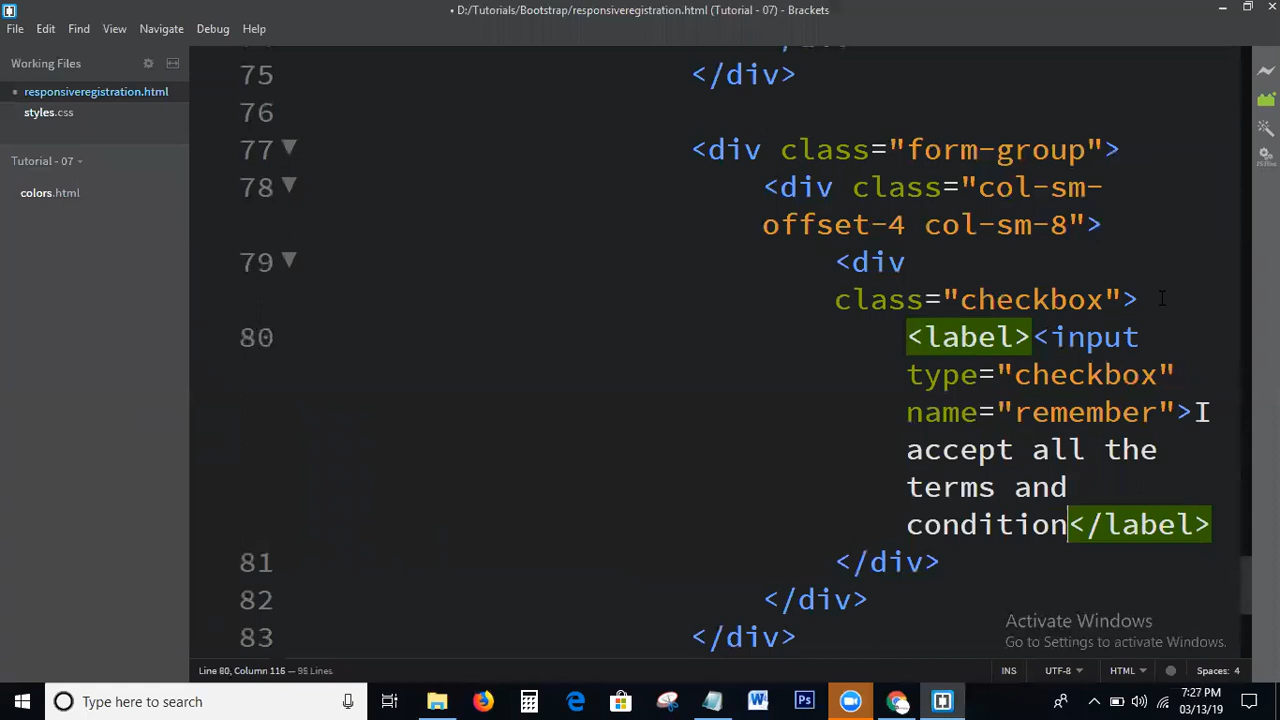 • D:/Tutorials/Bootstrap/responsiveregistration.html (Tutorial - 07) - Brackets
File Edit Find View Navigate Debug Help
Working Files
responsiveregistration.html
styles.css
Tutorial - 07
colors.html
75 </div>
76
77 <div class="form-group">
78 <div class="col-sm-
offset-4 col-sm-8">
79 <div
class="checkbox">
80 <label><input
type="checkbox"
name="remember">I
accept all the
terms and
condition</label>
81 </div>
82 </div>
83 </div>
Activate Windows
Go to Settings to activate Windows.
Line 80, Column 116 — 95 Lines
INS UTF-8 HTML Spaces: 4
Type here to search
7:27 PM
03/13/19